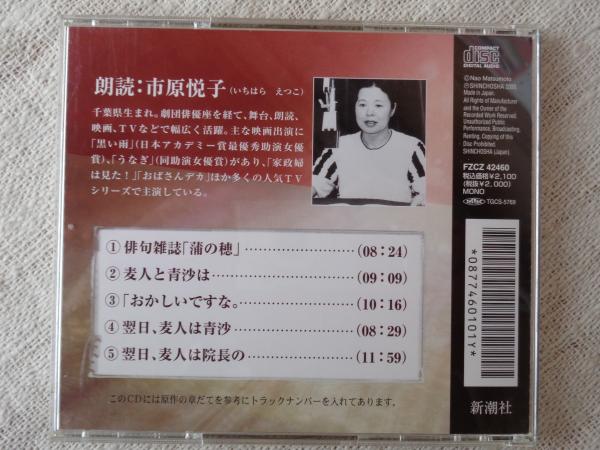 朗読：市原悦子（いちはら　えつこ）
千葉県生まれ。劇団俳優座を経て、舞台、朗読、
映画、TVなどで幅広く活躍。主な映画出演に
「黒い雨」（日本アカデミー賞最優秀助演女優
賞）、「うなぎ」（同助演女優賞）があり、「家政婦
は見た！」「おばさんデカ」ほか多くの人気TV
シリーズで主演している。
① 俳句雑誌「蒲の穂」……………………（08：24）
② 麦人と青沙は……………………………（09：09）
③ 「おかしいですな。……………………（10：16）
④ 翌日、麦人は青沙………………………（08：29）
⑤ 翌日、麦人は院長の……………………（11：59）
このCDには原作の章だてを参考にトラックナンバーを入れてあります。
COMPACT
disc
DIGITAL AUDIO
©Nao Matsumoto
Made in Japan.
All Rights of Manufacturer
and the Owner of the
Recorded Work Reserved.
Unauthorized Public
Performance, Broadcasting,
Renting, Copying of this
Disc Prohibited.
SHINCHOSHA (Japan)
FZCZ 42460
税込価格￥2,100
（税抜￥2,000）
MONO
TGCS-5769
*0877460101Y*
新潮社